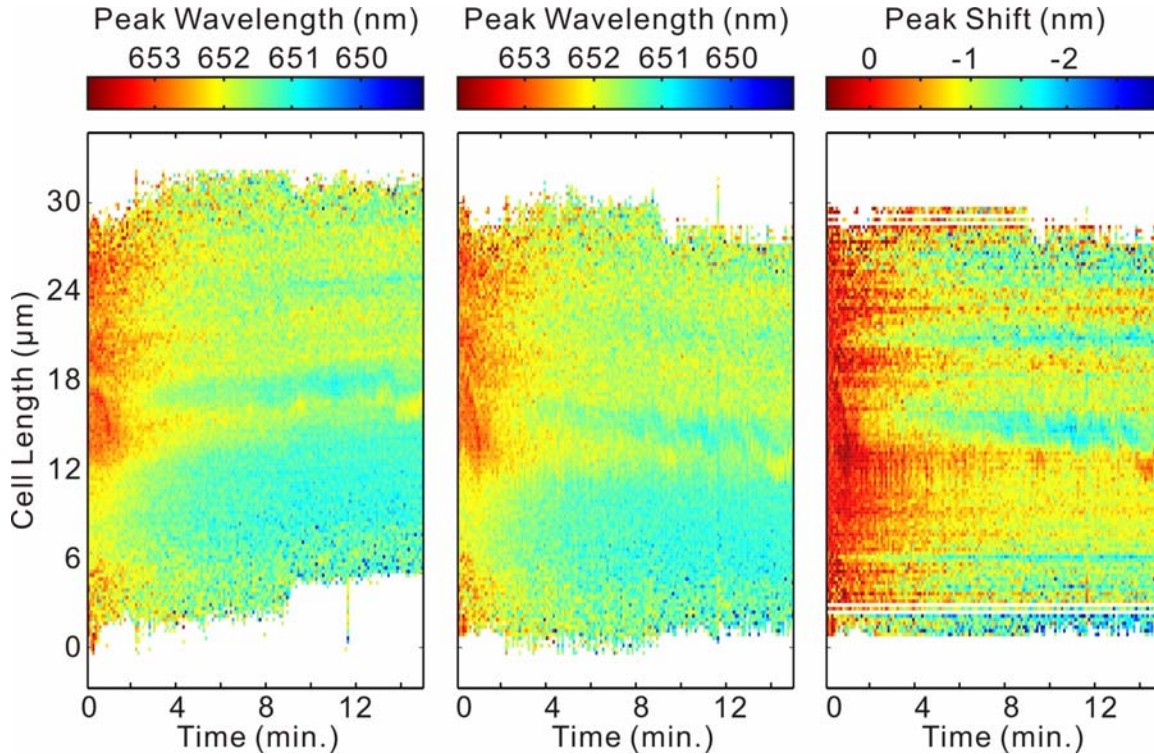 Peak Wavelength (nm)
653 652 651 650
Peak Wavelength (nm)
653 652 651 650
Peak Shift (nm)
0 -1 -2
Cell Length (µm)
30
24
18
12
6
0
0 4 8 12
Time (min.)
0 4 8 12
Time (min.)
0 4 8 12
Time (min.)